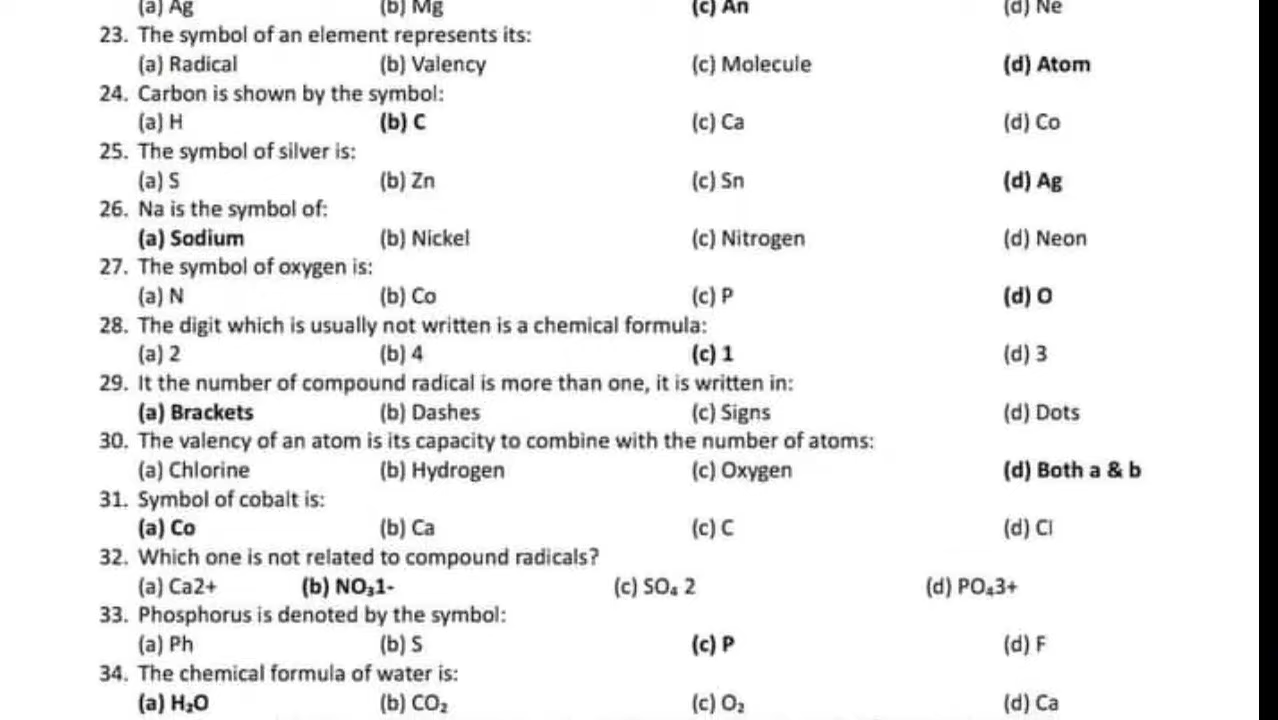 (a) Ag (b) Mg (c) An (d) Ne
23. The symbol of an element represents its:
(a) Radical (b) Valency (c) Molecule (d) Atom
24. Carbon is shown by the symbol:
(a) H (b) C (c) Ca (d) Co
25. The symbol of silver is:
(a) S (b) Zn (c) Sn (d) Ag
26. Na is the symbol of:
(a) Sodium (b) Nickel (c) Nitrogen (d) Neon
27. The symbol of oxygen is:
(a) N (b) Co (c) P (d) O
28. The digit which is usually not written is a chemical formula:
(a) 2 (b) 4 (c) 1 (d) 3
29. It the number of compound radical is more than one, it is written in:
(a) Brackets (b) Dashes (c) Signs (d) Dots
30. The valency of an atom is its capacity to combine with the number of atoms:
(a) Chlorine (b) Hydrogen (c) Oxygen (d) Both a & b
31. Symbol of cobalt is:
(a) Co (b) Ca (c) C (d) Cl
32. Which one is not related to compound radicals?
(a) Ca2+ (b) NO₃1- (c) SO₄ 2 (d) PO₄3+
33. Phosphorus is denoted by the symbol:
(a) Ph (b) S (c) P (d) F
34. The chemical formula of water is:
(a) H₂O (b) CO₂ (c) O₂ (d) Ca